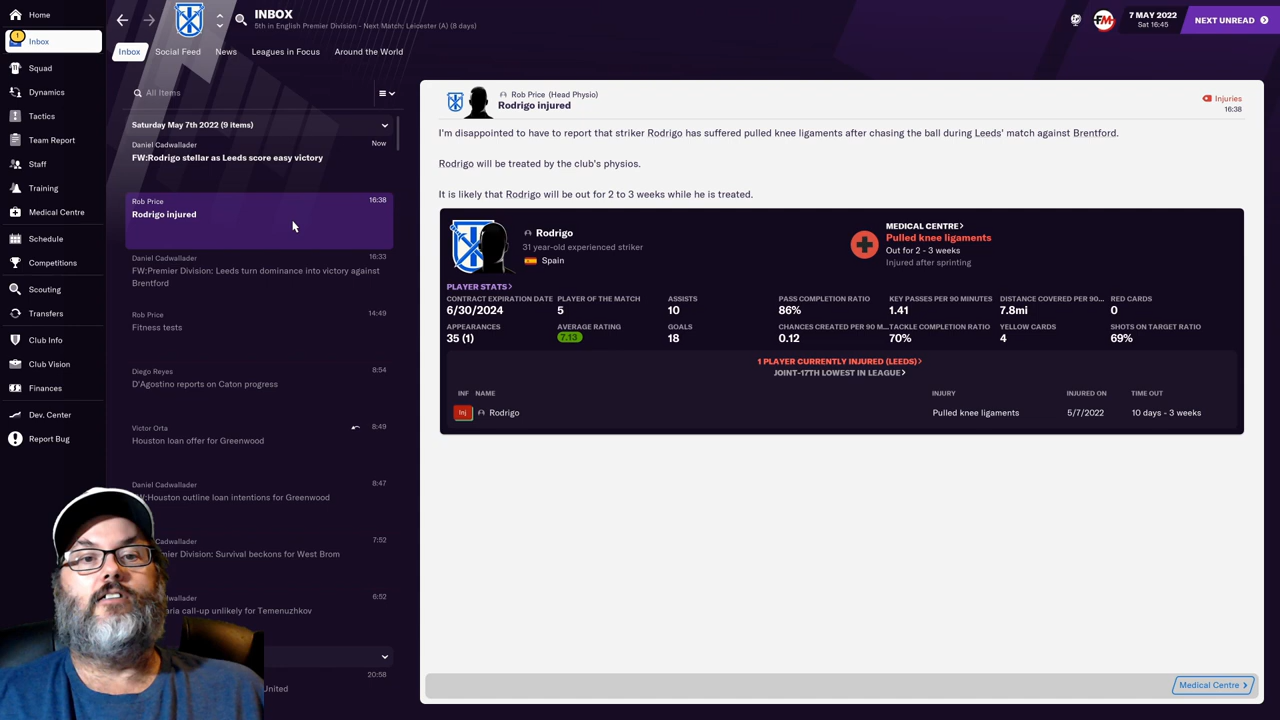 Home
Inbox
1
Squad
Dynamics
Tactics
Team Report
Staff
Training
Medical Centre
Schedule
Competitions
Scouting
Transfers
Club Info
Club Vision
Finances
Dev. Center
Report Bug
INBOX
5th in English Premier Division - Next Match: Leicester (A) (8 days)
FM
7 MAY 2022
Sat 16:45
NEXT UNREAD
Inbox
Social Feed
News
Leagues in Focus
Around the World
All Items
Saturday May 7th 2022 (9 items)
Daniel Cadwallader
Now
FW:Rodrigo stellar as Leeds score easy victory
Rob Price
16:38
Rodrigo injured
Daniel Cadwallader
16:33
FW:Premier Division: Leeds turn dominance into victory against
Brentford
Rob Price
14:49
Fitness tests
Diego Reyes
8:54
D'Agostino reports on Caton progress
Victor Orta
8:49
Houston loan offer for Greenwood
Daniel Cadwallader
8:47
:Houston outline loan intentions for Greenwood
Cadwallader
7:52
Division: Survival beckons for West Brom
6:52
call-up unlikely for Temenuzhkov
20:58
United
Rob Price (Head Physio)
Rodrigo injured
Injuries
16:38
I'm disappointed to have to report that striker Rodrigo has suffered pulled knee ligaments after chasing the ball during Leeds' match against Brentford.
Rodrigo will be treated by the club's physios.
It is likely that Rodrigo will be out for 2 to 3 weeks while he is treated.
Rodrigo
31 year-old experienced striker
Spain
MEDICAL CENTRE
Pulled knee ligaments
Out for 2 - 3 weeks
Injured after sprinting
PLAYER STATS
CONTRACT EXPIRATION DATE
PLAYER OF THE MATCH
ASSISTS
PASS COMPLETION RATIO
KEY PASSES PER 90 MINUTES
DISTANCE COVERED PER 90...
RED CARDS
6/30/2024
5
10
86%
1.41
7.8mi
0
APPEARANCES
AVERAGE RATING
GOALS
CHANCES CREATED PER 90 M...
TACKLE COMPLETION RATIO
YELLOW CARDS
SHOTS ON TARGET RATIO
35 (1)
7.13
18
0.12
70%
4
69%
1 PLAYER CURRENTLY INJURED (LEEDS)
JOINT-17TH LOWEST IN LEAGUE
INF
NAME
INJURY
INJURED ON
TIME OUT
Inj
Rodrigo
Pulled knee ligaments
5/7/2022
10 days - 3 weeks
Medical Centre